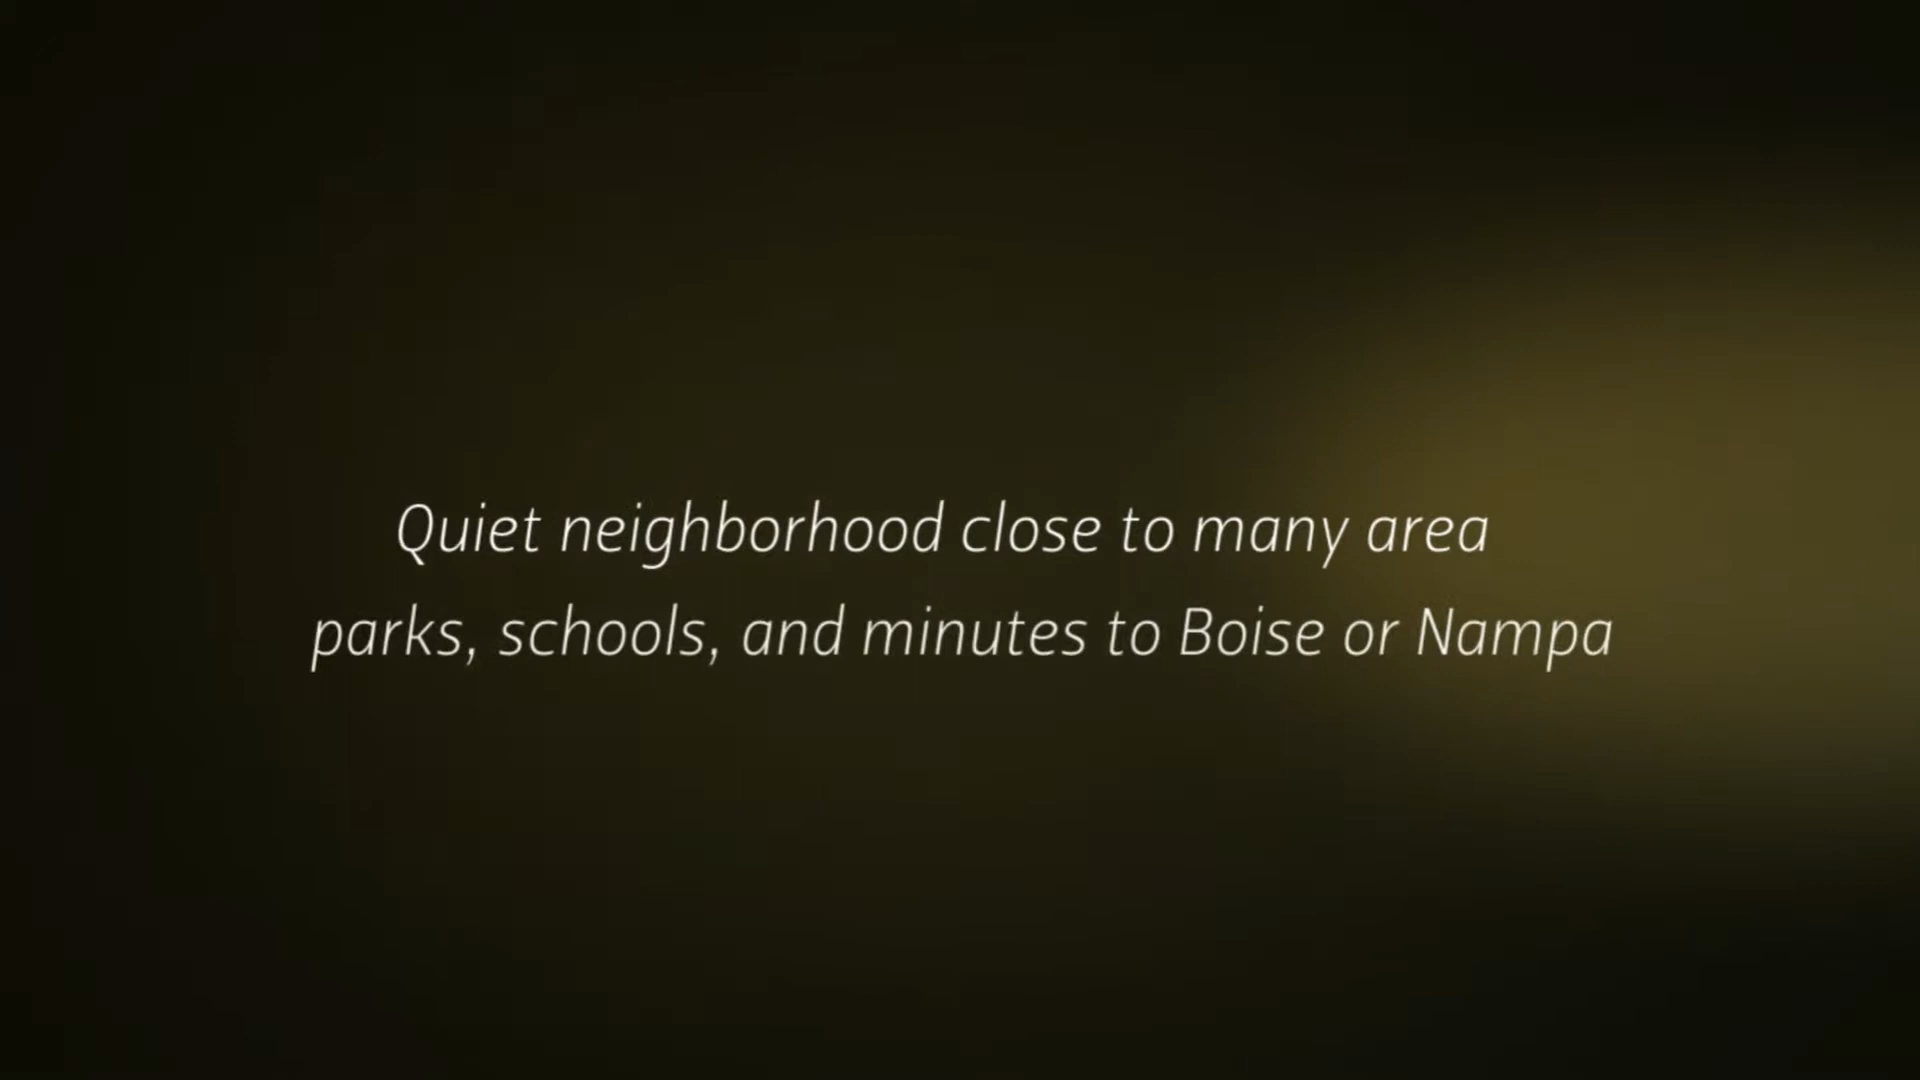 Quiet neighborhood close to many area
parks, schools, and minutes to Boise or Nampa